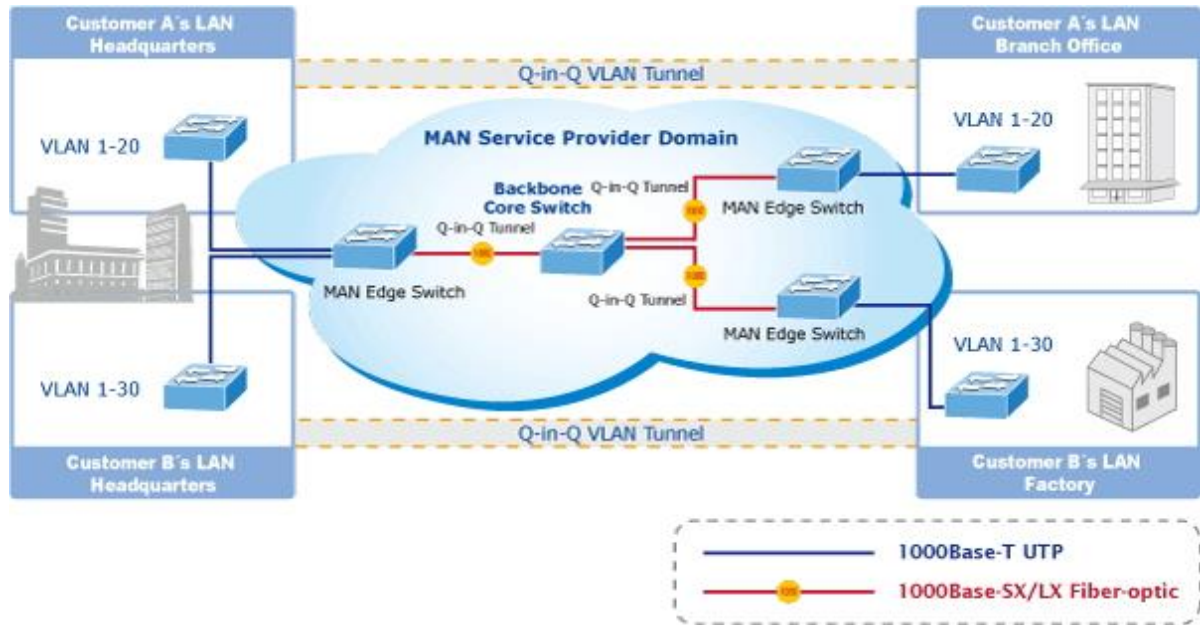 Customer A's LAN
Headquarters
Customer A's LAN
Branch Office
Q-in-Q VLAN Tunnel
VLAN 1-20
MAN Service Provider Domain
VLAN 1-20
Backbone
Core Switch
Q-in-Q Tunnel
MAN Edge Switch
Q-in-Q Tunnel
MAN Edge Switch
Q-in-Q Tunnel
MAN Edge Switch
VLAN 1-30
VLAN 1-30
Q-in-Q VLAN Tunnel
Customer B's LAN
Headquarters
Customer B's LAN
Factory
1000Base-T UTP
1000Base-SX/LX Fiber-optic